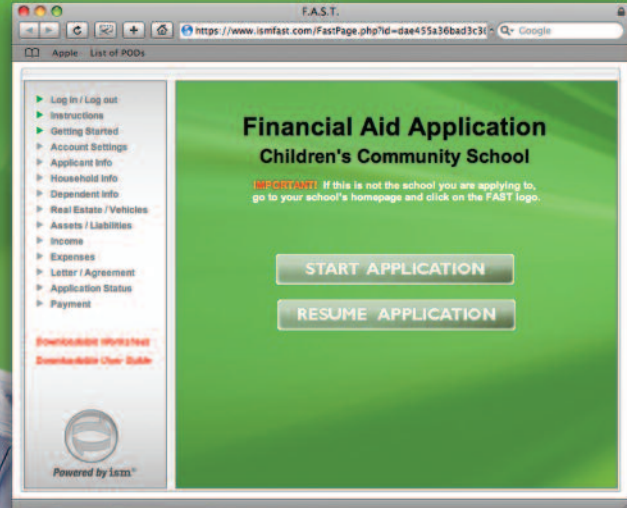 F.A.S.T.
https://www.ismfast.com/FastPage.php?id=dae455a36bad3c3
Google
Apple List of PODs
Log in / Log out
Instructions
Getting Started
Account Settings
Applicant Info
Household Info
Dependent Info
Real Estate / Vehicles
Assets / Liabilities
Income
Expenses
Letter / Agreement
Application Status
Payment
Downloadable Worksheet
Downloadable User Guide
Powered by ism
Financial Aid Application
Children's Community School
IMPORTANT! If this is not the school you are applying to,
go to your school's homepage and click on the FAST logo.
START APPLICATION
RESUME APPLICATION